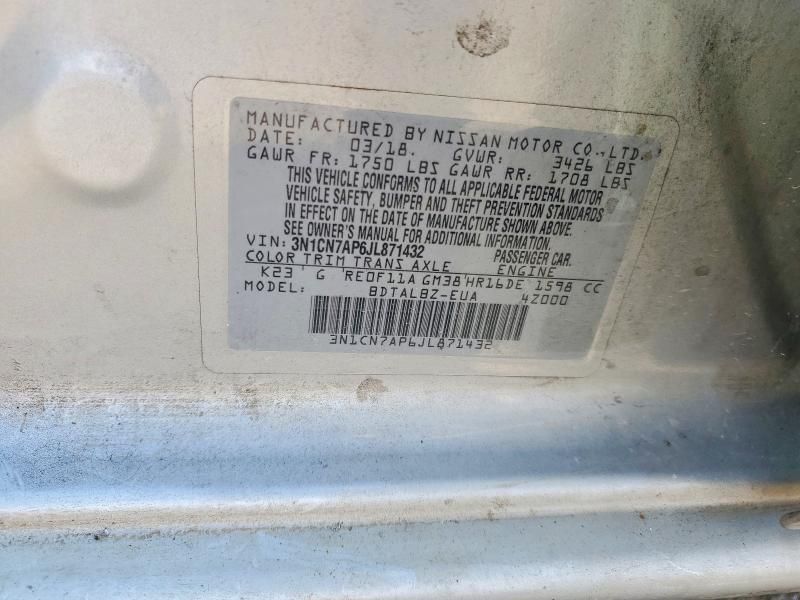 MANUFACTURED BY NISSAN MOTOR CO.,LTD.
DATE: 03/18. GVWR: 3426 LBS
GAWR FR: 1750 LBS GAWR RR: 1708 LBS
THIS VEHICLE CONFORMS TO ALL APPLICABLE FEDERAL MOTOR
VEHICLE SAFETY, BUMPER AND THEFT PREVENTION STANDARDS
IN EFFECT ON THE DATE OF MANUFACTURE SHOWN ABOVE.
SEE OWNER'S MANUAL FOR ADDITIONAL INFORMATION
VIN: 3N1CN7AP6JL871432 PASSENGER CAR.
COLOR TRIM TRANS AXLE ENGINE
K23 G RE0F11A GM38 HR16DE 1598 CC
MODEL: BDTALBZ-EUA 4Z000
3N1CN7AP6JL871432